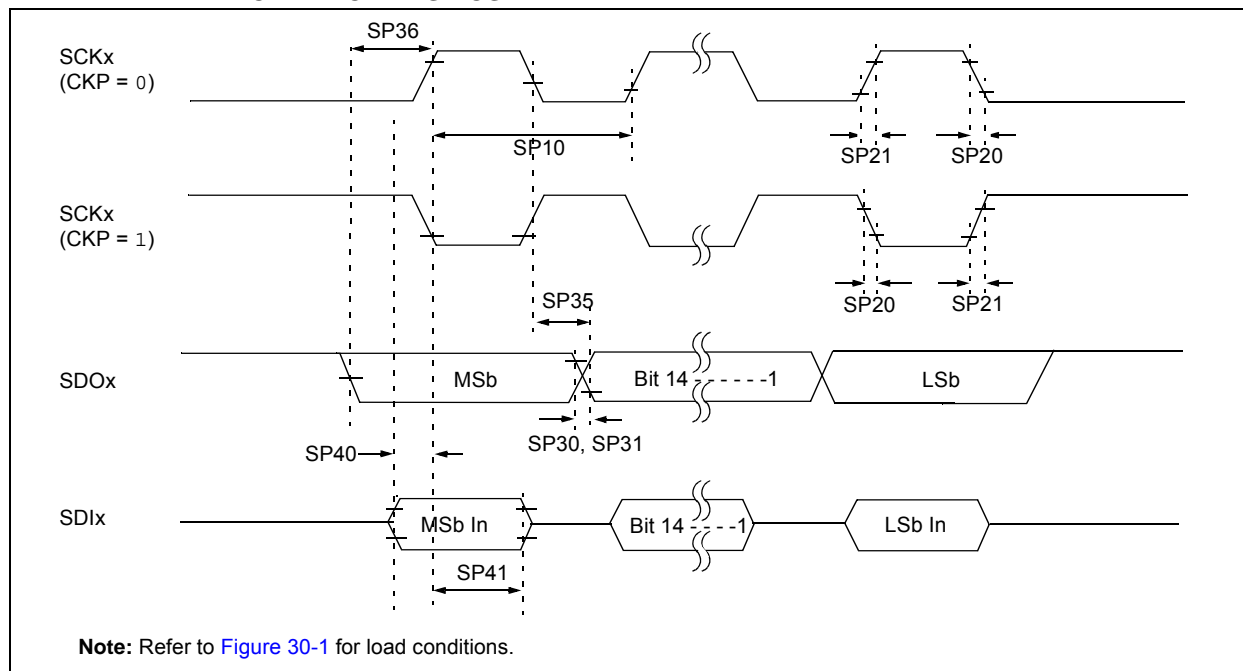 SP36
SCKx
(CKP = 0)
SP10
SP21
SP20
SCKx
(CKP = 1)
SP35
SP20
SP21
SDOx
MSb
Bit 14 - - - - - -1
LSb
SP30, SP31
SP40
SDIx
MSb In
Bit 14 - - - - -1
LSb In
SP41
Note: Refer to Figure 30-1 for load conditions.